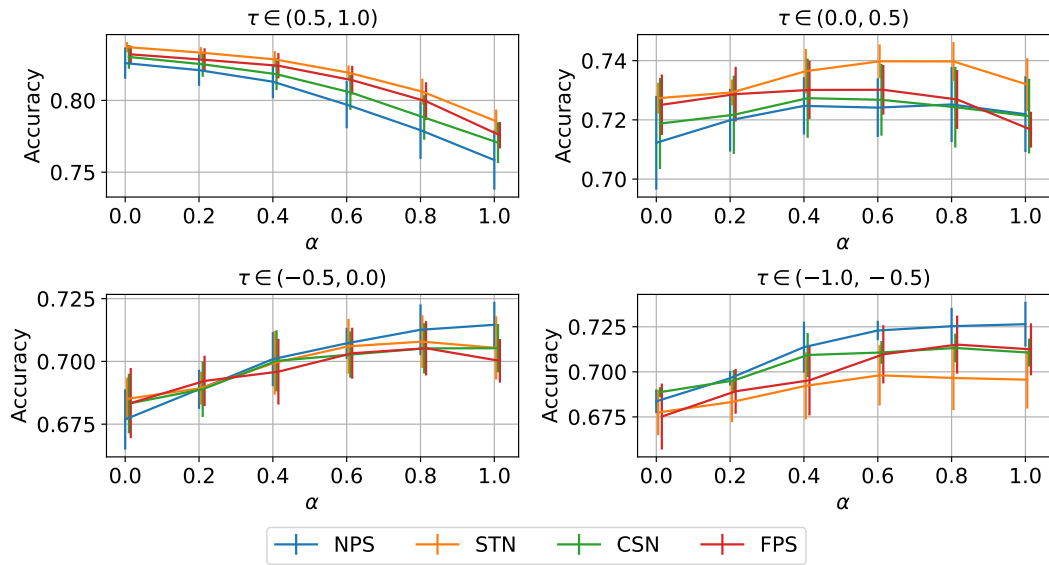 τ ∈ (0.5, 1.0)
Accuracy
0.80
0.75
0.0 0.2 0.4 0.6 0.8 1.0
α
τ ∈ (0.0, 0.5)
Accuracy
0.74
0.72
0.70
0.0 0.2 0.4 0.6 0.8 1.0
α
τ ∈ (−0.5, 0.0)
Accuracy
0.725
0.700
0.675
0.0 0.2 0.4 0.6 0.8 1.0
α
τ ∈ (−1.0, −0.5)
Accuracy
0.725
0.700
0.675
0.0 0.2 0.4 0.6 0.8 1.0
α
NPS STN CSN FPS